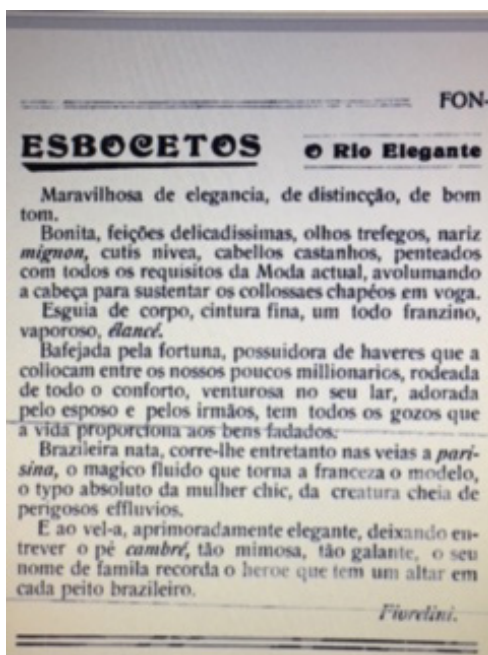 FON-
ESBOCETOS
O Rio Elegante
Maravilhosa de elegancia, de distincção, de bom
tom.
Bonita, feições delicadissimas, olhos trefegos, nariz
mignon, cutis nivea, cabellos castanhos, penteados
com todos os requisitos da Moda actual, avolumando
a cabeça para sustentar os collossaes chapéos em voga.
Esguia de corpo, cintura fina, um todo franzino,
vaporoso, élancé.
Bafejada pela fortuna, possuidora de haveres que a
collocam entre os nossos poucos millionarios, rodeada
de todo o conforto, venturosa no seu lar, adorada
pelo esposo e pelos irmãos, tem todos os gozos que
a vida proporciona aos bens fadados.
Brazileira nata, corre-lhe entretanto nas veias a pari-
sina, o magico fluido que torna a franceza o modelo,
o typo absoluto da mulher chic, da creatura cheia de
perigosos effluvios.
E ao vel-a, aprimoradamente elegante, deixando en-
trever o pé cambré, tão mimosa, tão galante, o seu
nome de famila recorda o heroe que tem um altar em
cada peito brazileiro.
Fiorelini.